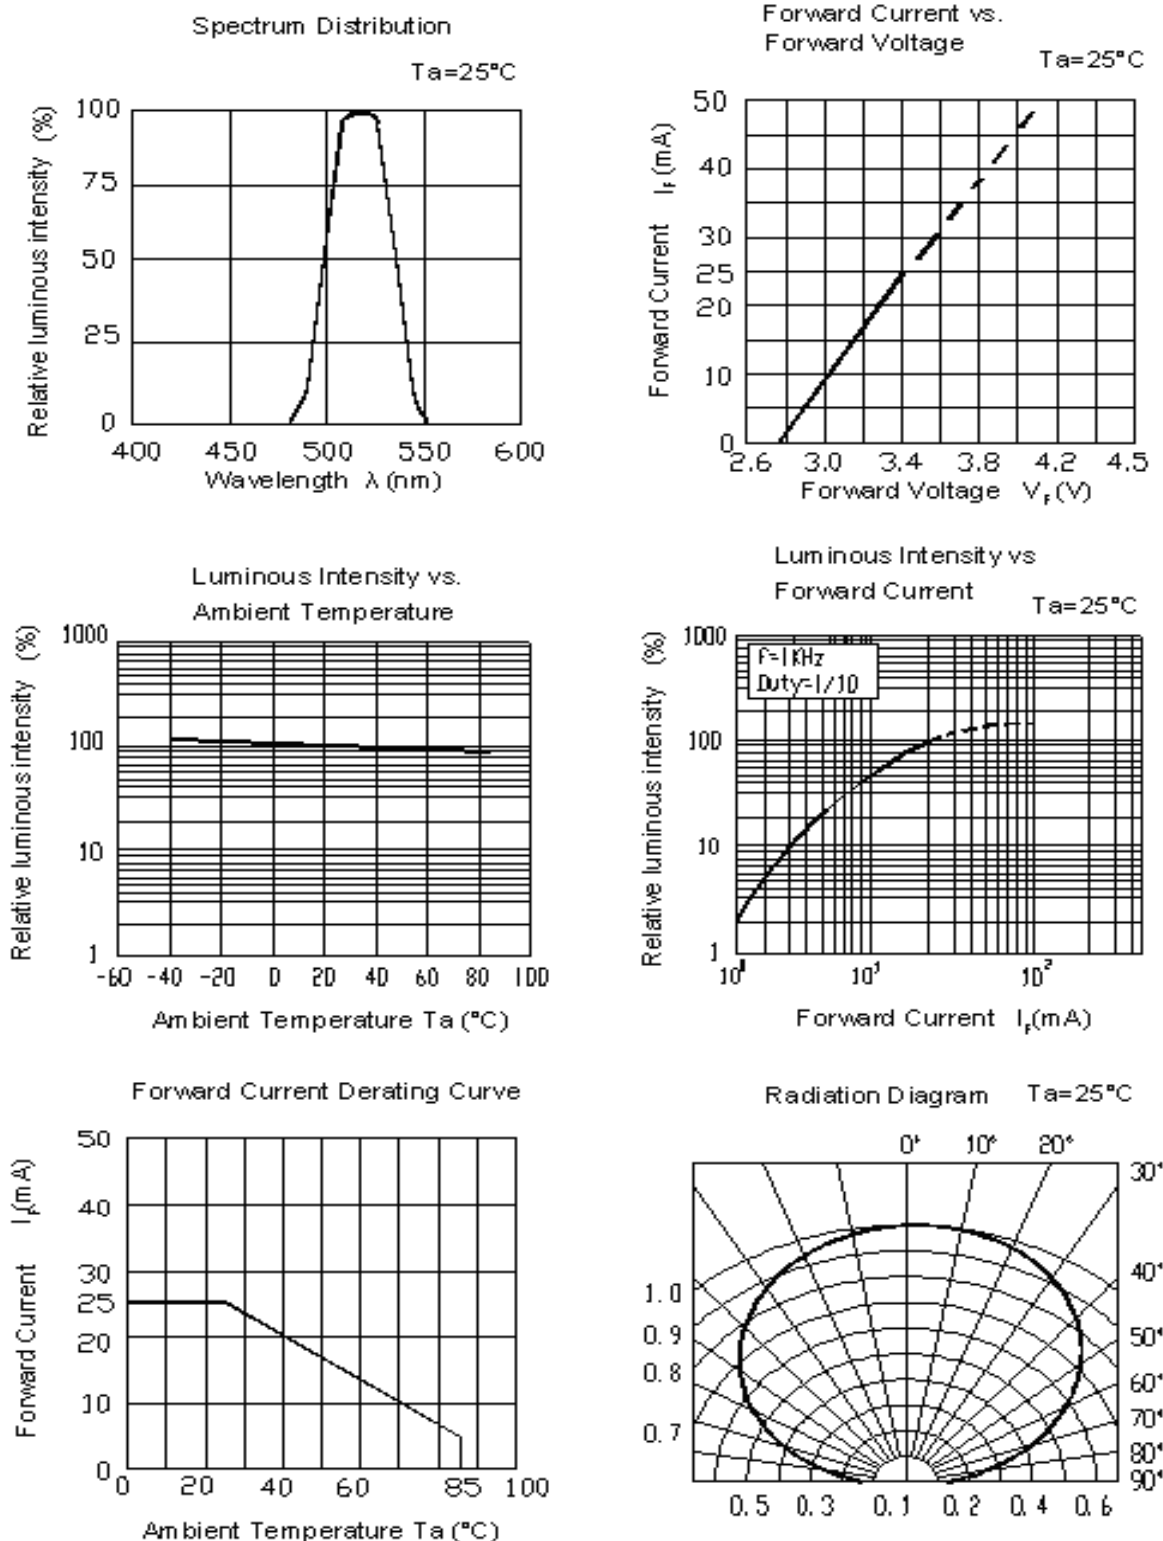 Spectrum Distribution
Ta=25°C
Relative luminous intensity (%)
100
75
50
25
0
400 450 500 550 600
Wavelength λ (nm)
Forward Current vs.
Forward Voltage
Ta=25°C
Forward Current IF(mA)
50
40
30
25
20
10
0
2.6 3.0 3.4 3.8 4.2 4.5
Forward Voltage VF(V)
Luminous Intensity vs.
Ambient Temperature
Relative luminous intensity (%)
1000
100
10
1
-60 -40 -20 0 20 40 60 80 100
Ambient Temperature Ta (°C)
Luminous Intensity vs
Forward Current
Ta=25°C
Relative luminous intensity (%)
1000
100
10
1
f=1KHz
Duty=1/10
10⁰ 10¹ 10²
Forward Current IF(mA)
Forward Current Derating Curve
Forward Current IF(mA)
50
40
30
25
20
10
0
0 20 40 60 85 100
Ambient Temperature Ta (°C)
Radiation Diagram Ta=25°C
0° 10° 20°
30°
40°
50°
60°
70°
80°
90°
1.0
0.9
0.8
0.7
0.5 0.3 0.1 0.2 0.4 0.6